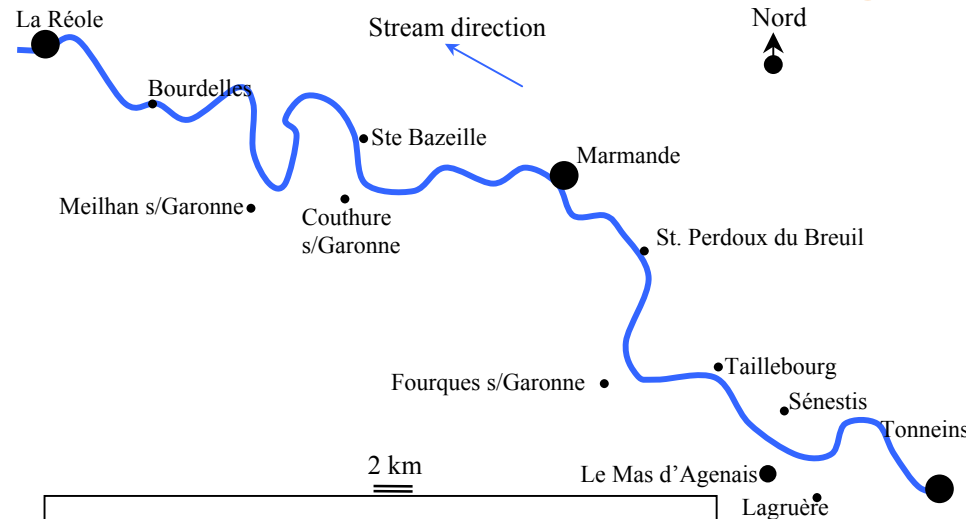 La Réole
Stream direction
Nord
Bourdelles
Ste Bazeille
Marmande
Meilhan s/Garonne
Couthure
s/Garonne
St. Perdoux du Breuil
Taillebourg
Fourques s/Garonne
Sénestis
Tonneins
2 km
Le Mas d’Agenais
Lagruère